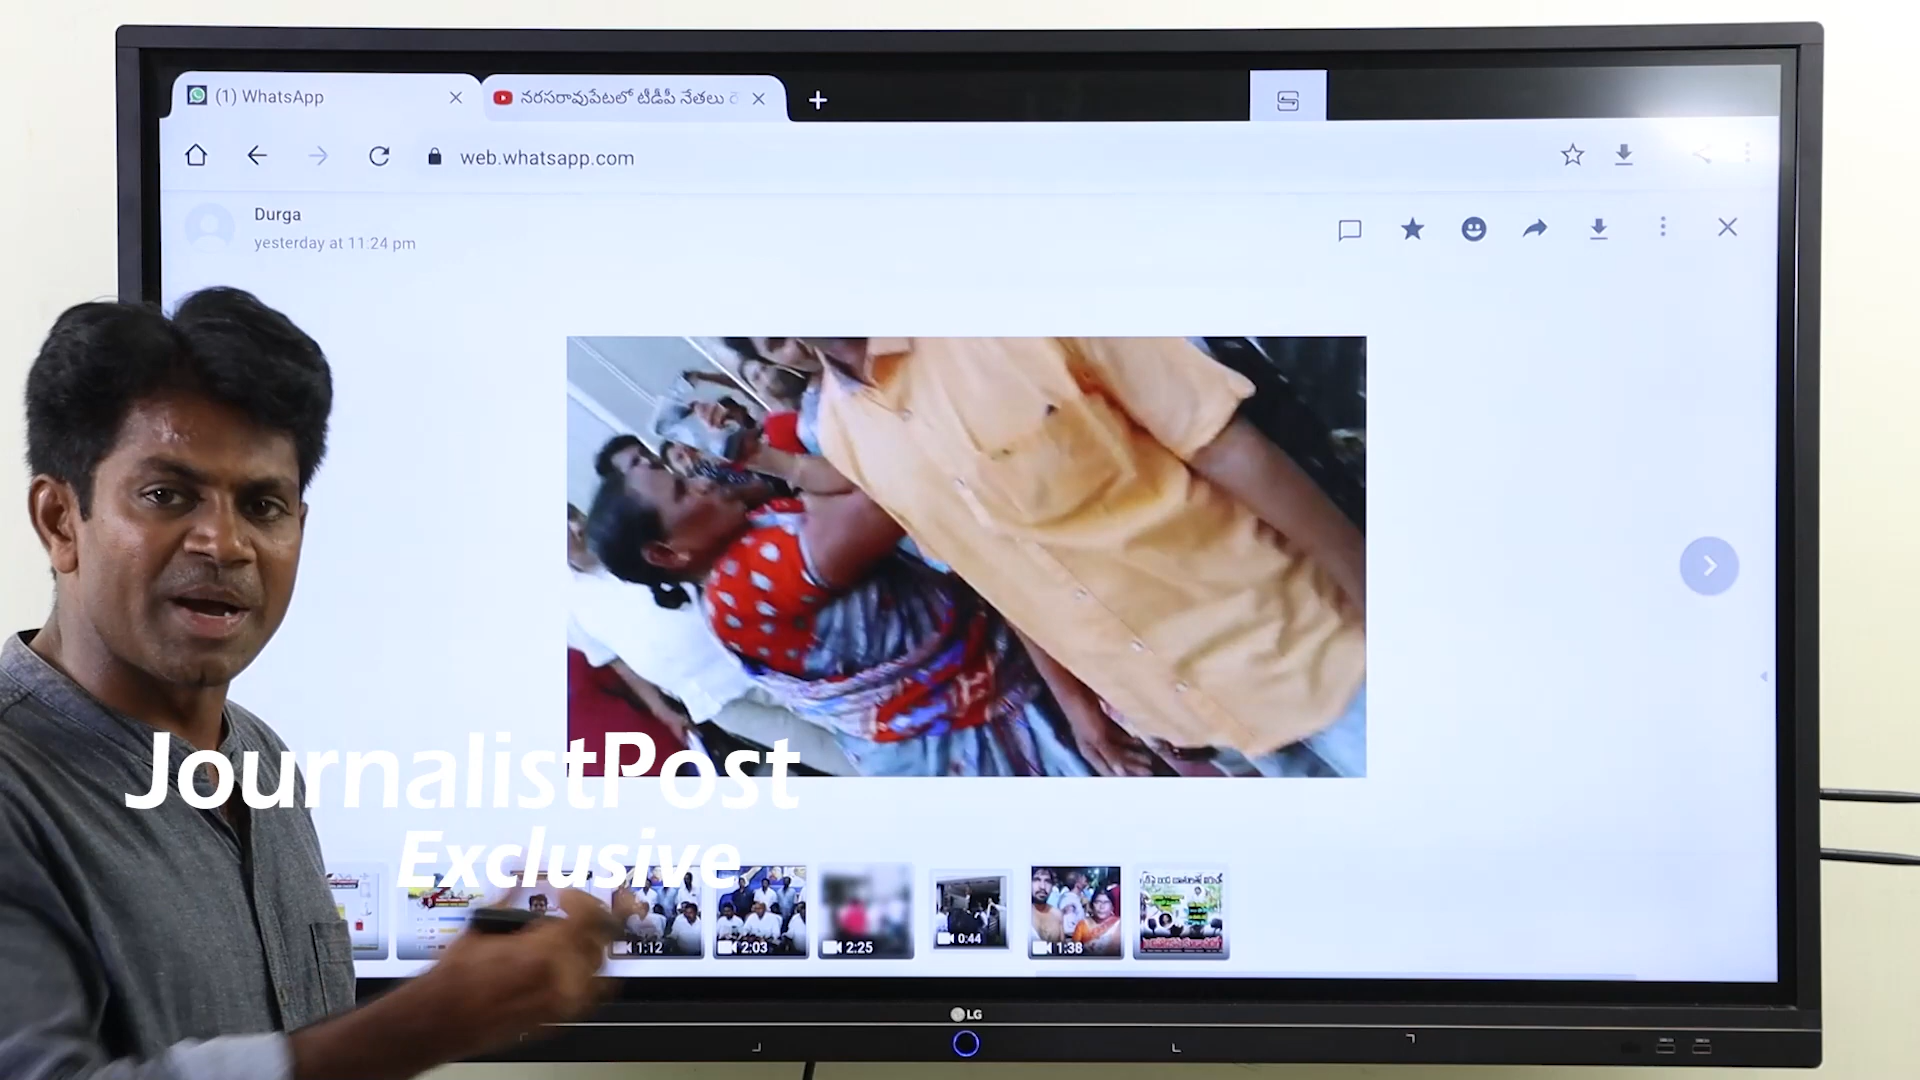 (1) WhatsApp
నరసరావుపేటలో టీడీపీ నేతలు
web.whatsapp.com
Durga
yesterday at 11:24 pm
JournalistPost
Exclusive
1:12
2:03
2:25
0:44
1:38
LG